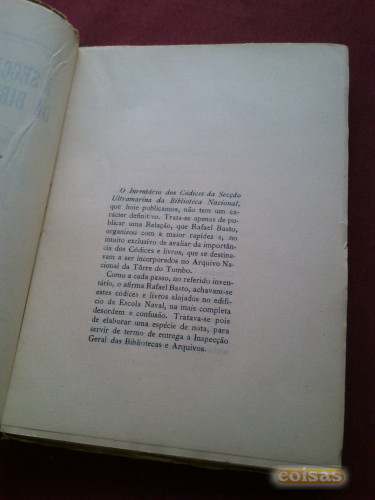 O Inventário dos Códices da Secção
Ultramarina da Biblioteca Nacional,
que hoje publicamos, não tem um ca-
rácter definitivo. Trata-se apenas de pu-
blicar uma Relação, que Rafael Basto,
organizou com a maior rapidez e, no
intuito exclusivo de avaliar da importân-
cia dos Códices e livros, que se destina-
vam a ser incorporados no Arquivo Na-
cional da Tôrre do Tombo.
Como a cada passo, no referido inven-
tário, o afirma Rafael Basto, achavam-se
estes códices e livros alojados no edifí-
cio da Escola Naval, na mais completa
desordem e confusão. Tratava-se pois
de elaborar uma espécie de nota, para
servir de termo de entrega à Inspecção
Geral das Bibliotecas e Arquivos.
coisas